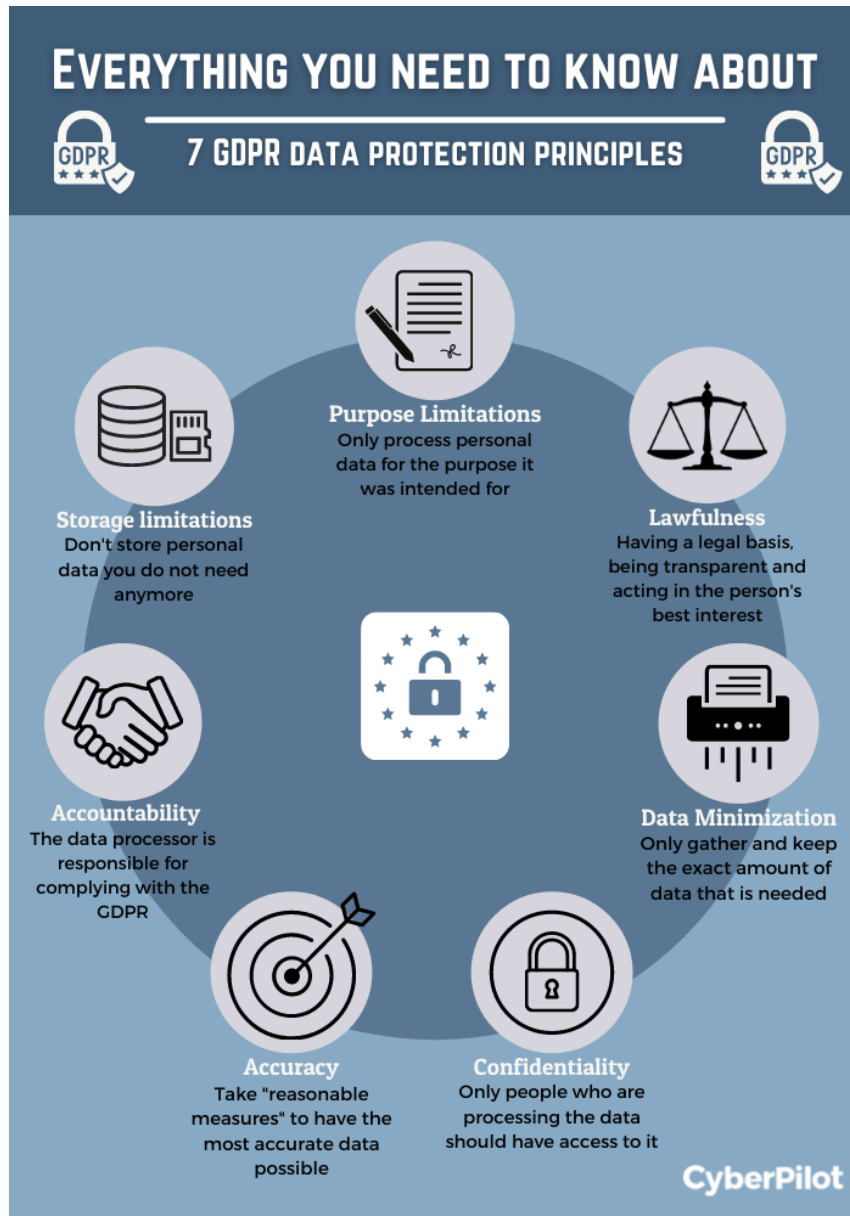 EVERYTHING YOU NEED TO KNOW ABOUT
7 GDPR DATA PROTECTION PRINCIPLES
GDPR
GDPR
Purpose Limitations
Only process personal
data for the purpose it
was intended for
Lawfulness
Having a legal basis,
being transparent and
acting in the person's
best interest
Data Minimization
Only gather and keep
the exact amount of
data that is needed
Confidentiality
Only people who are
processing the data
should have access to it
Accuracy
Take "reasonable
measures" to have the
most accurate data
possible
Accountability
The data processor is
responsible for
complying with the
GDPR
Storage limitations
Don't store personal
data you do not need
anymore
CyberPilot